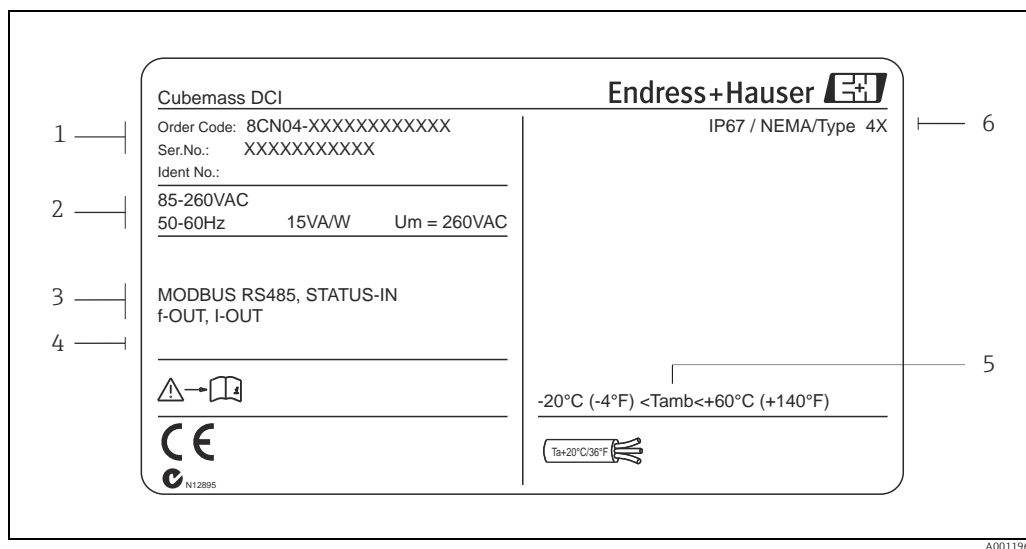 Cubemass DCI
Endress+Hauser EH
1
Order Code: 8CN04-XXXXXXXXXXXX
Ser.No.: XXXXXXXXXXX
Ident No.:
IP67 / NEMA/Type 4X
6
2
85-260VAC
50-60Hz 15VA/W Um = 260VAC
3
MODBUS RS485, STATUS-IN
f-OUT, I-OUT
4
5
-20°C (-4°F) <Tamb<+60°C (+140°F)
i
CE
N12895
Ta+20°C/36°F